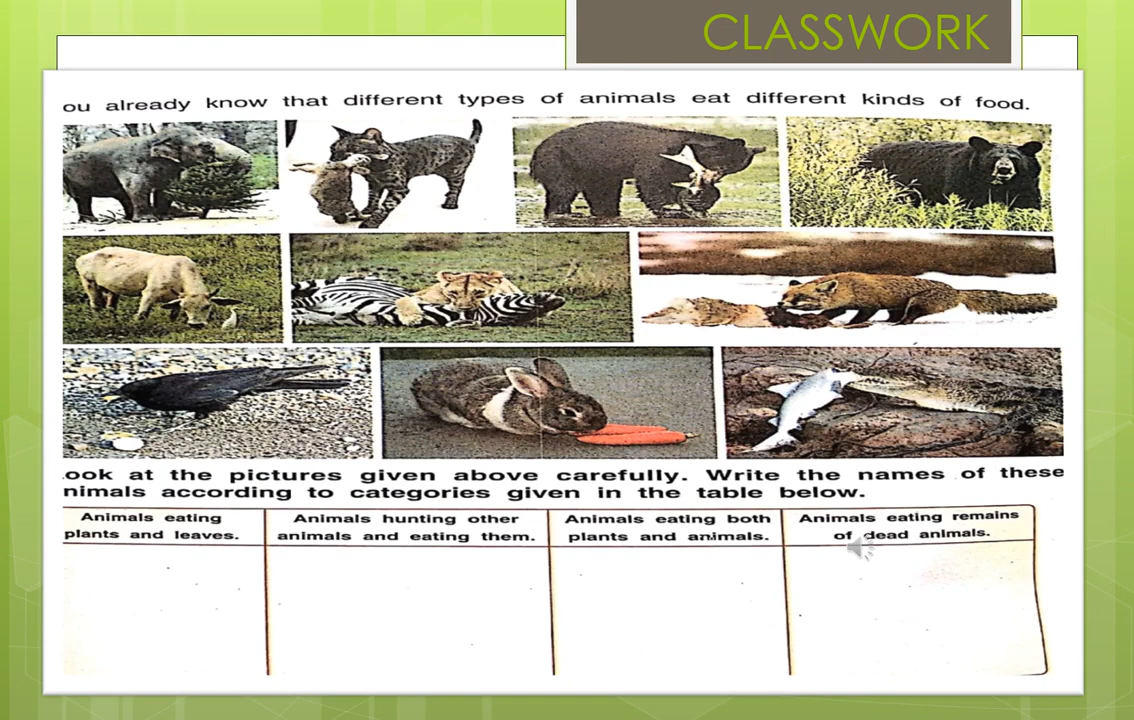 CLASSWORK
ou already know that different types of animals eat different kinds of food.
ook at the pictures given above carefully. Write the names of these
nimals according to categories given in the table below.
Animals eating
plants and leaves.
Animals hunting other
animals and eating them.
Animals eating both
plants and animals.
Animals eating remains
of dead animals.